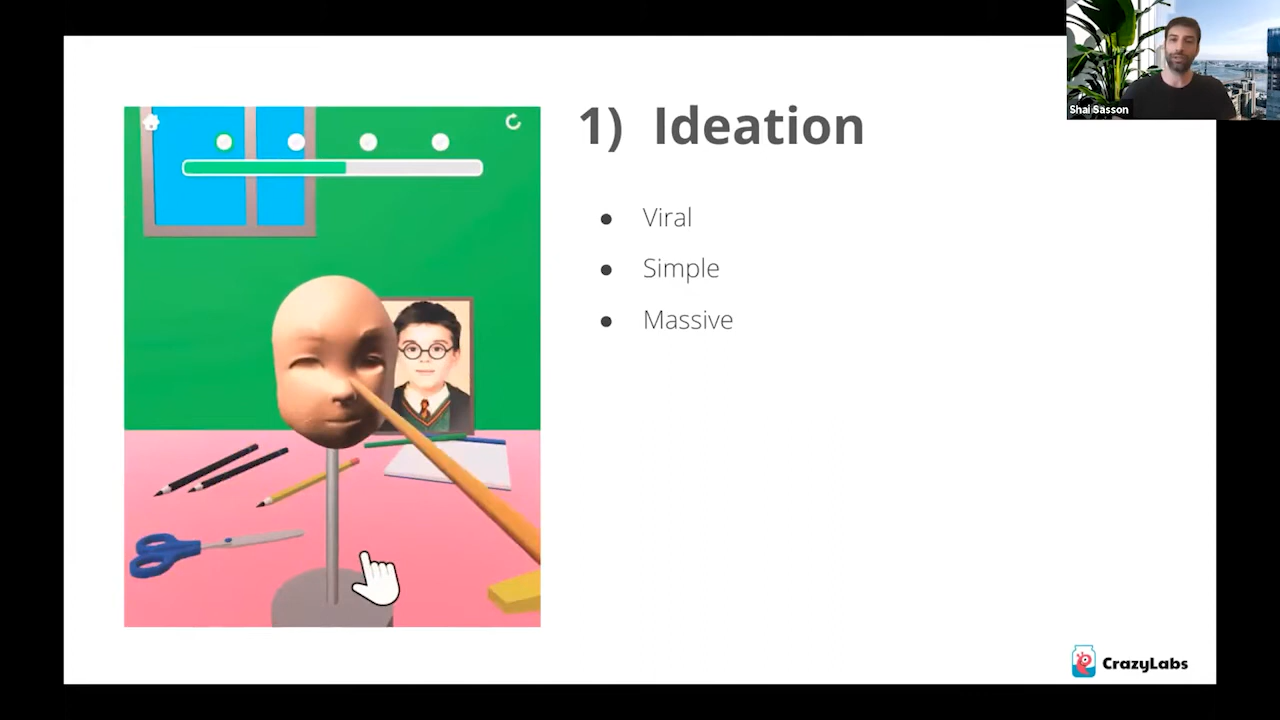 1) Ideation
● Viral
● Simple
● Massive
Shai Sasson
CrazyLabs